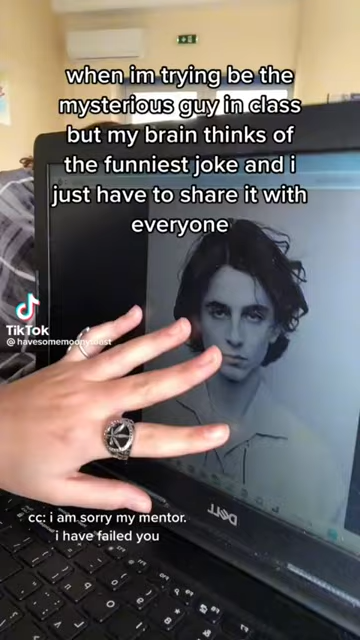 when im trying be the
mysterious guy in class
but my brain thinks of
the funniest joke and i
just have to share it with
everyone
TikTok
@havesomemoonytoast
cc: i am sorry my mentor.
i have failed you
DELL